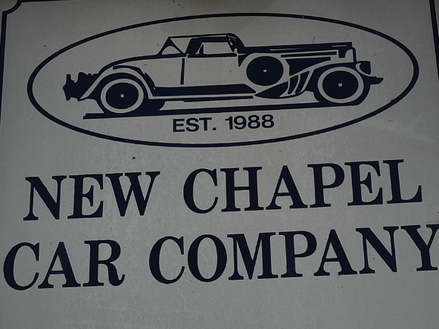 EST. 1988
NEW CHAPEL
CAR COMPANY